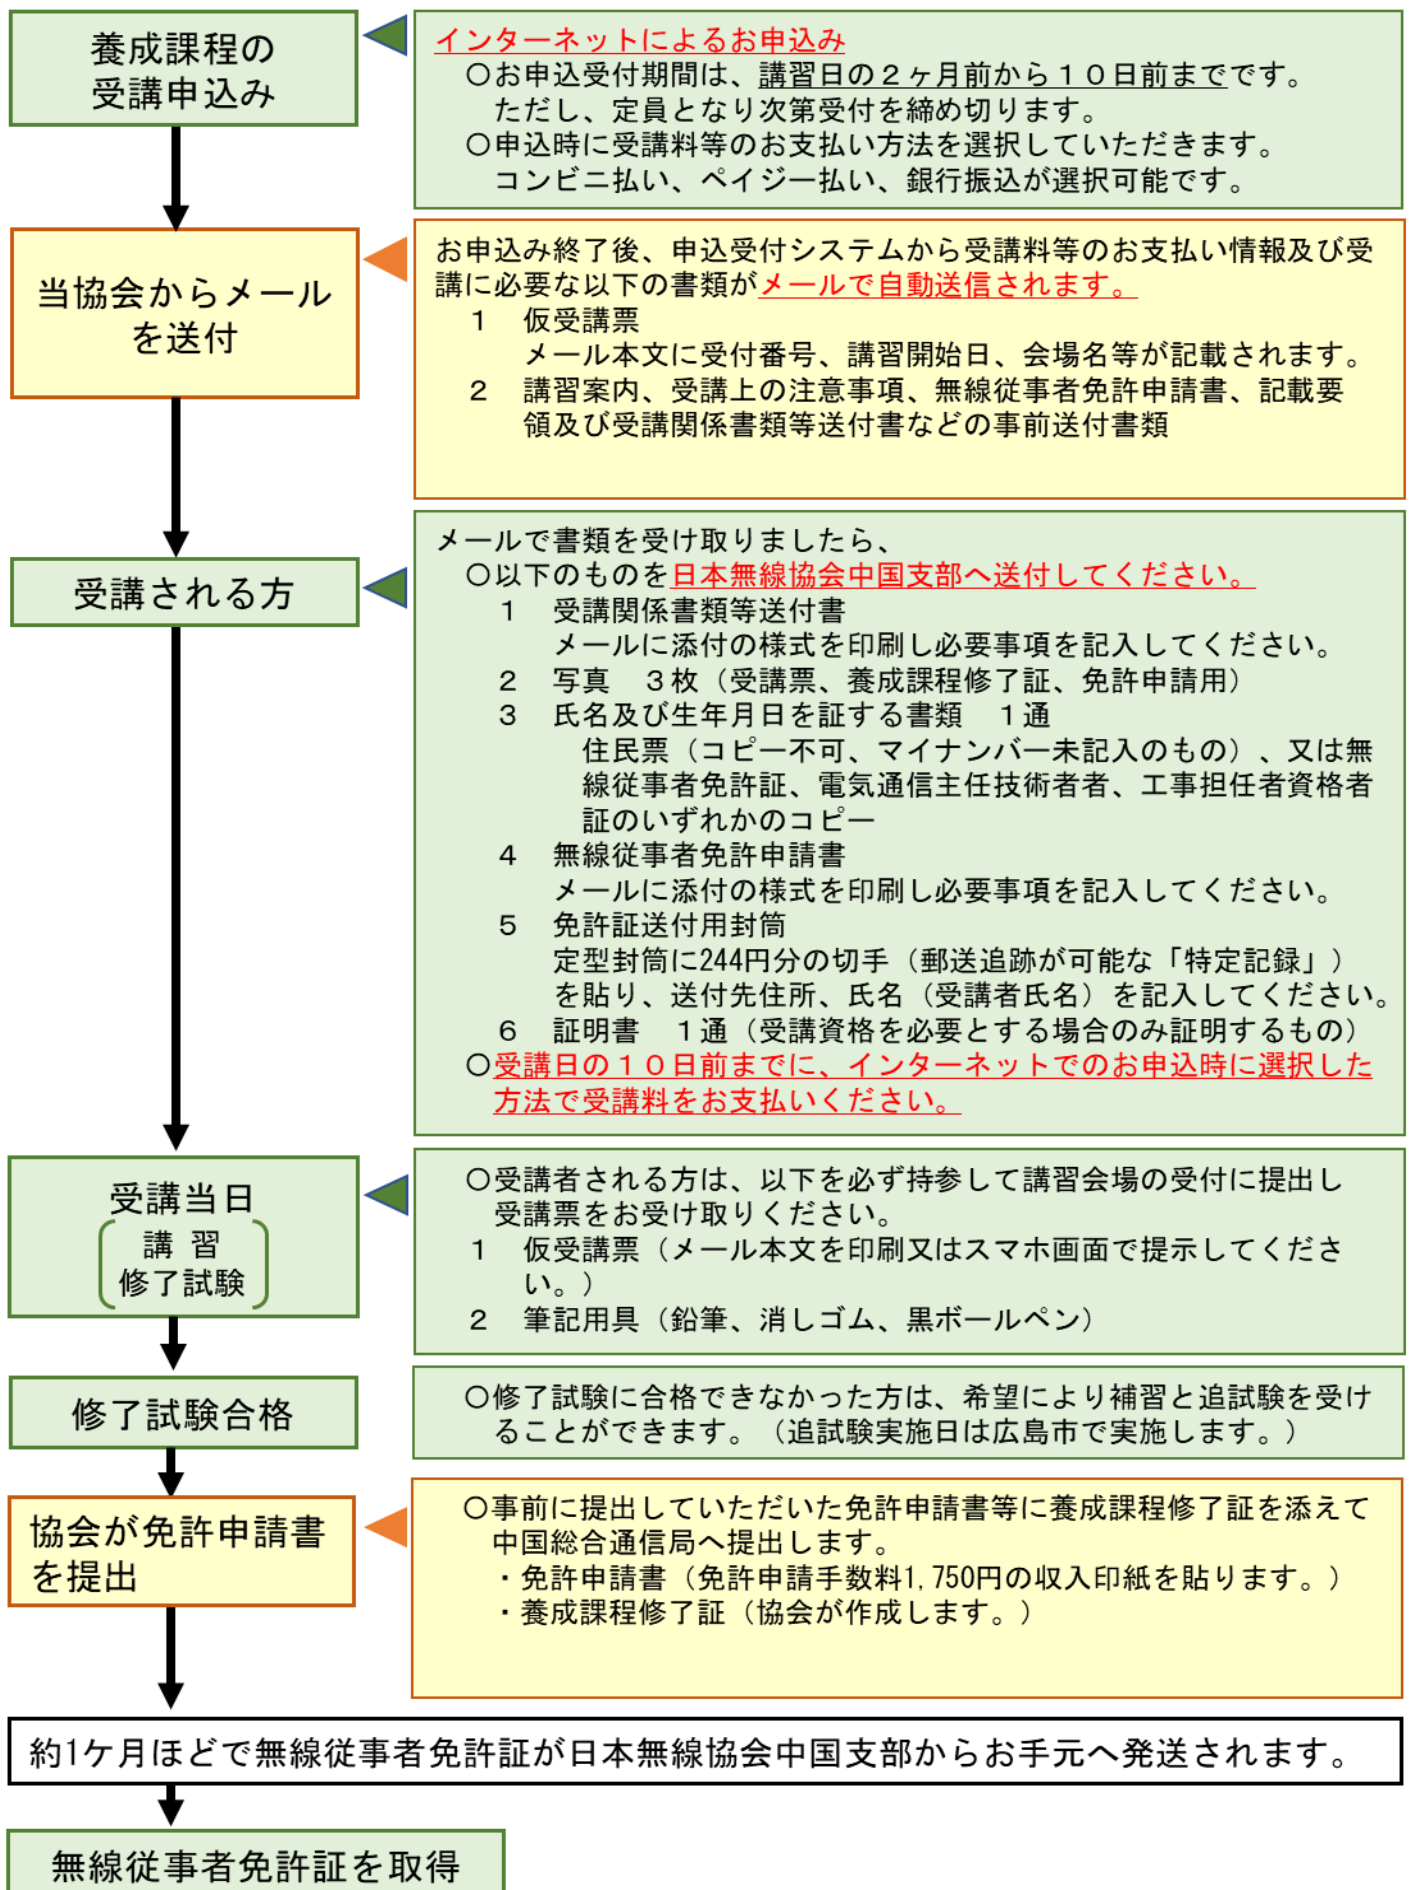 養成課程の
受講申込み
インターネットによるお申込み
〇お申込受付期間は、講習日の２ヶ月前から１０日前までです。
ただし、定員となり次第受付を締め切ります。
〇申込時に受講料等のお支払い方法を選択していただきます。
コンビニ払い、ペイジー払い、銀行振込が選択可能です。
当協会からメール
を送付
お申込み終了後、申込受付システムから受講料等のお支払い情報及び受
講に必要な以下の書類がメールで自動送信されます。
１　仮受講票
メール本文に受付番号、講習開始日、会場名等が記載されます。
２　講習案内、受講上の注意事項、無線従事者免許申請書、記載要
領及び受講関係書類等送付書などの事前送付書類
受講される方
メールで書類を受け取りましたら、
〇以下のものを日本無線協会中国支部へ送付してください。
１　受講関係書類等送付書
メールに添付の様式を印刷し必要事項を記入してください。
２　写真　３枚（受講票、養成課程修了証、免許申請用）
３　氏名及び生年月日を証する書類　１通
住民票（コピー不可、マイナンバー未記入のもの）、又は無
線従事者免許証、電気通信主任技術者者、工事担任者資格者
証のいずれかのコピー
４　無線従事者免許申請書
メールに添付の様式を印刷し必要事項を記入してください。
５　免許証送付用封筒
定型封筒に244円分の切手（郵送追跡が可能な「特定記録」）
を貼り、送付先住所、氏名（受講者氏名）を記入してください。
６　証明書　１通（受講資格を必要とする場合のみ証明するもの）
〇受講日の１０日前までに、インターネットでのお申込時に選択した
方法で受講料をお支払いください。
受講当日
講 習
修了試験
〇受講者される方は、以下を必ず持参して講習会場の受付に提出し
受講票をお受け取りください。
１　仮受講票（メール本文を印刷又はスマホ画面で提示してくださ
い。）
２　筆記用具（鉛筆、消しゴム、黒ボールペン）
修了試験合格
〇修了試験に合格できなかった方は、希望により補習と追試験を受け
ることができます。（追試験実施日は広島市で実施します。）
協会が免許申請書
を提出
〇事前に提出していただいた免許申請書等に養成課程修了証を添えて
中国総合通信局へ提出します。
・免許申請書（免許申請手数料1,750円の収入印紙を貼ります。）
・養成課程修了証（協会が作成します。）
約1ケ月ほどで無線従事者免許証が日本無線協会中国支部からお手元へ発送されます。
無線従事者免許証を取得